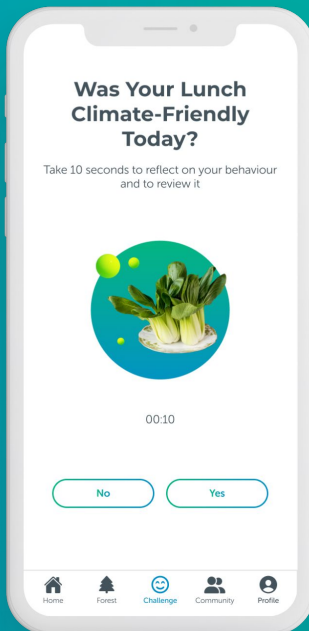 Was Your Lunch
Climate-Friendly
Today?
Take 10 seconds to reflect on your behaviour
and to review it
00:10
No Yes
Home Forest Challenge Community Profile